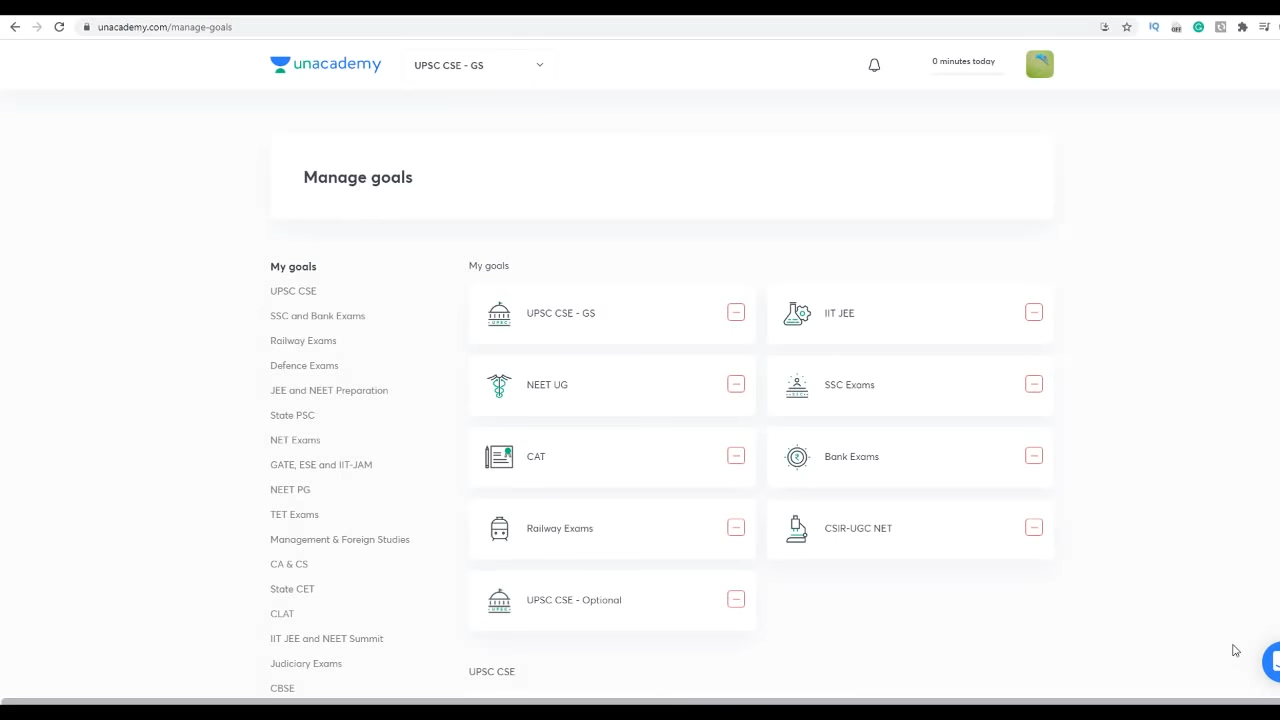 unacademy.com/manage-goals
unacademy
UPSC CSE - GS
0 minutes today
Manage goals
My goals
UPSC CSE
SSC and Bank Exams
Railway Exams
Defence Exams
JEE and NEET Preparation
State PSC
NET Exams
GATE, ESE and IIT-JAM
NEET PG
TET Exams
Management & Foreign Studies
CA & CS
State CET
CLAT
IIT JEE and NEET Summit
Judiciary Exams
CBSE
My goals
UPSC CSE - GS
IIT JEE
NEET UG
SSC Exams
CAT
Bank Exams
Railway Exams
CSIR-UGC NET
UPSC CSE - Optional
UPSC CSE